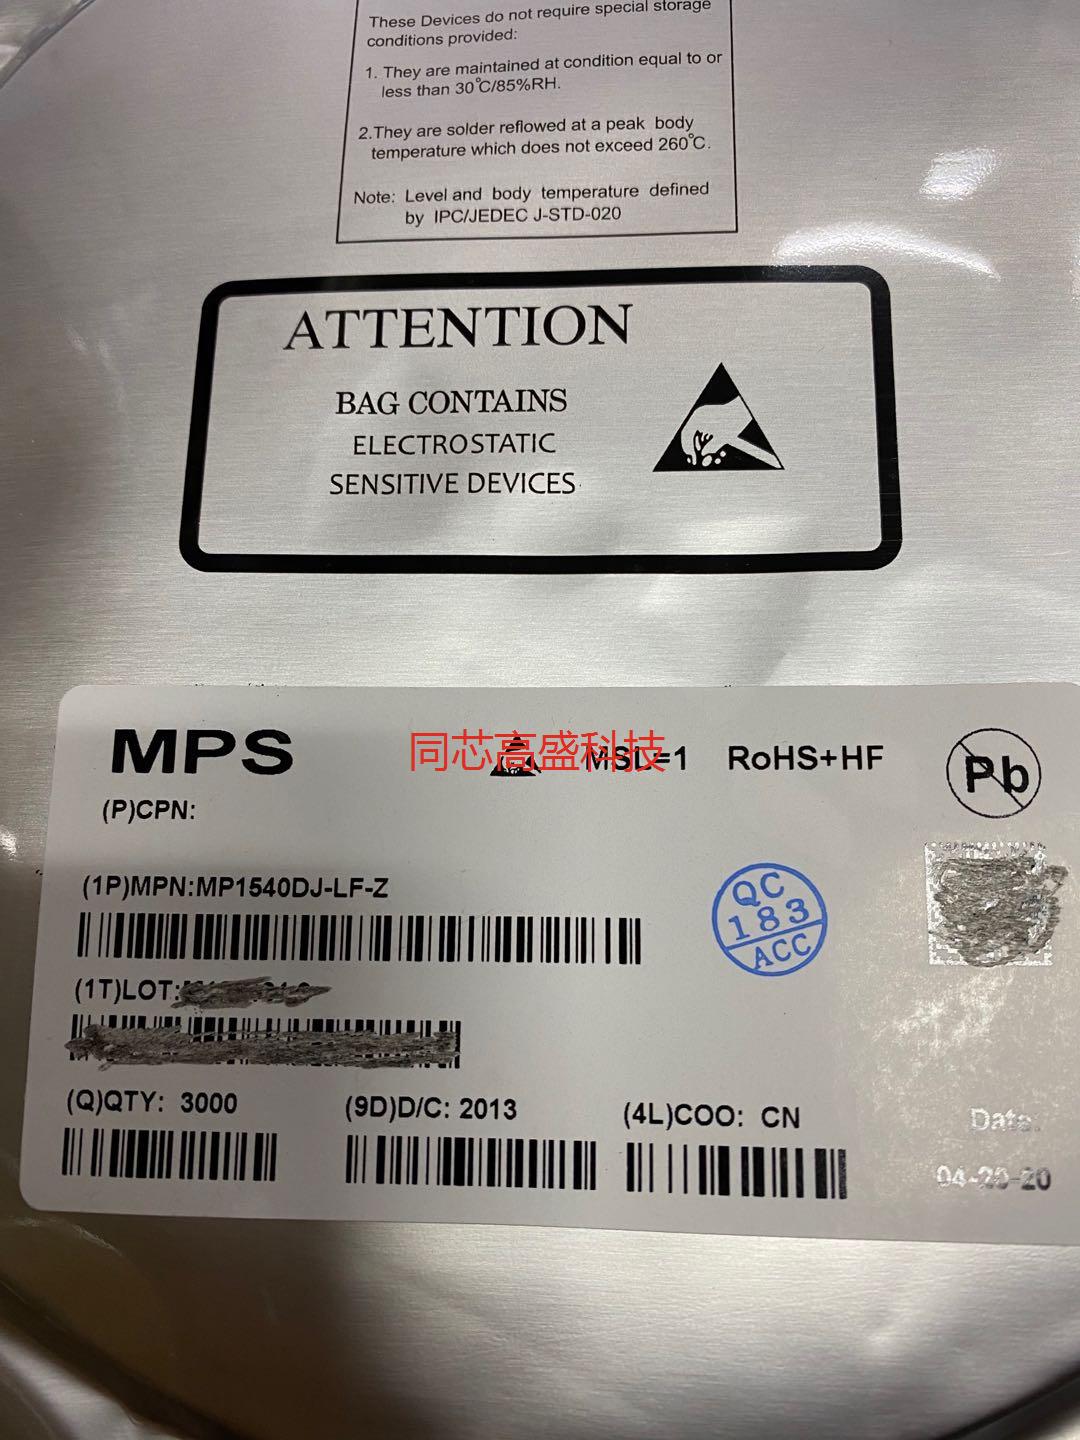 These Devices do not require special storage
conditions provided:
1. They are maintained at condition equal to or
less than 30℃/85%RH.
2.They are solder reflowed at a peak body
temperature which does not exceed 260℃.
Note: Level and body temperature defined
by IPC/JEDEC J-STD-020
ATTENTION
BAG CONTAINS
ELECTROSTATIC
SENSITIVE DEVICES
MPS
同芯高盛科技
MSL=1
RoHS+HF
Pb
(P)CPN:
(1P)MPN:MP1540DJ-LF-Z
QC
183
ACC
(1T)LOT:
(Q)QTY: 3000
(9D)D/C: 2013
(4L)COO: CN
Date:
04-20-20